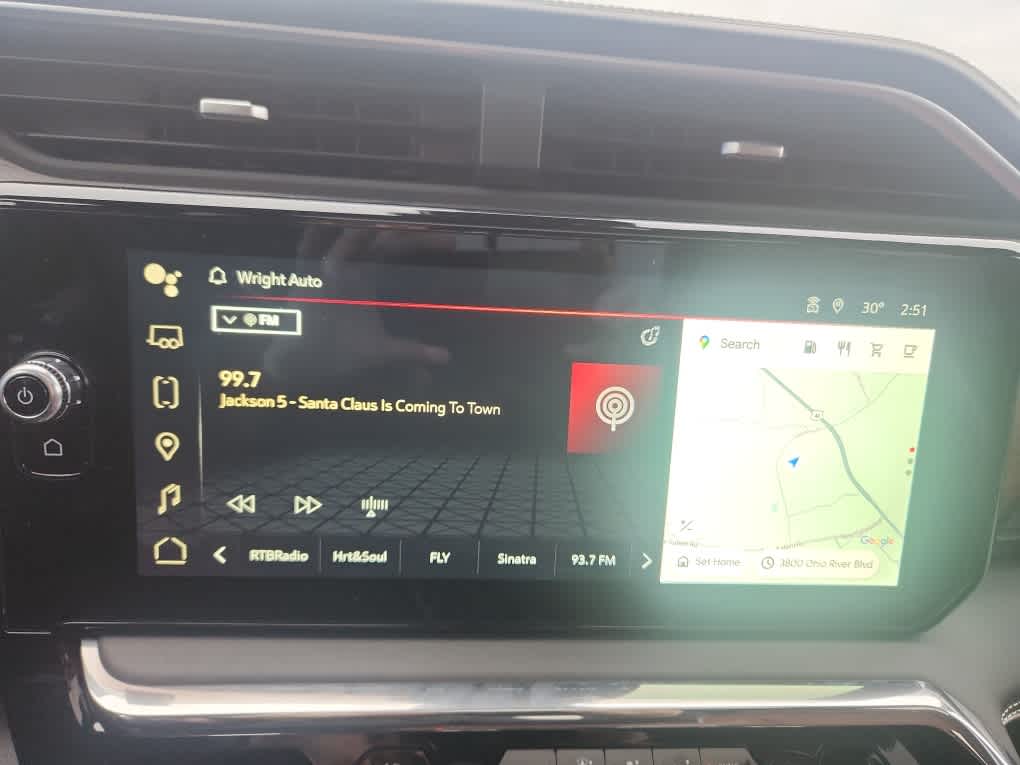 Wright Auto
30° 2:51
FM
Search
99.7
Jackson 5 - Santa Claus Is Coming To Town
Google
RTBRadio Hrt&Soul FLY Sinatra 93.7 FM
Set Home 3800 Ohio River Blvd